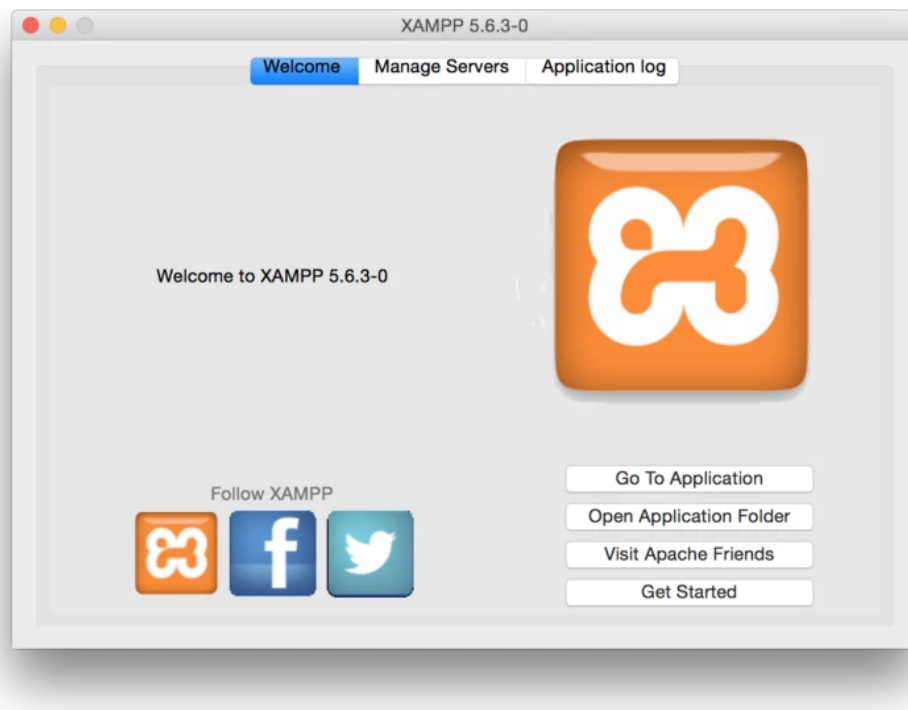 XAMPP 5.6.3-0
Welcome Manage Servers Application log
Welcome to XAMPP 5.6.3-0
Follow XAMPP
Go To Application
Open Application Folder
Visit Apache Friends
Get Started